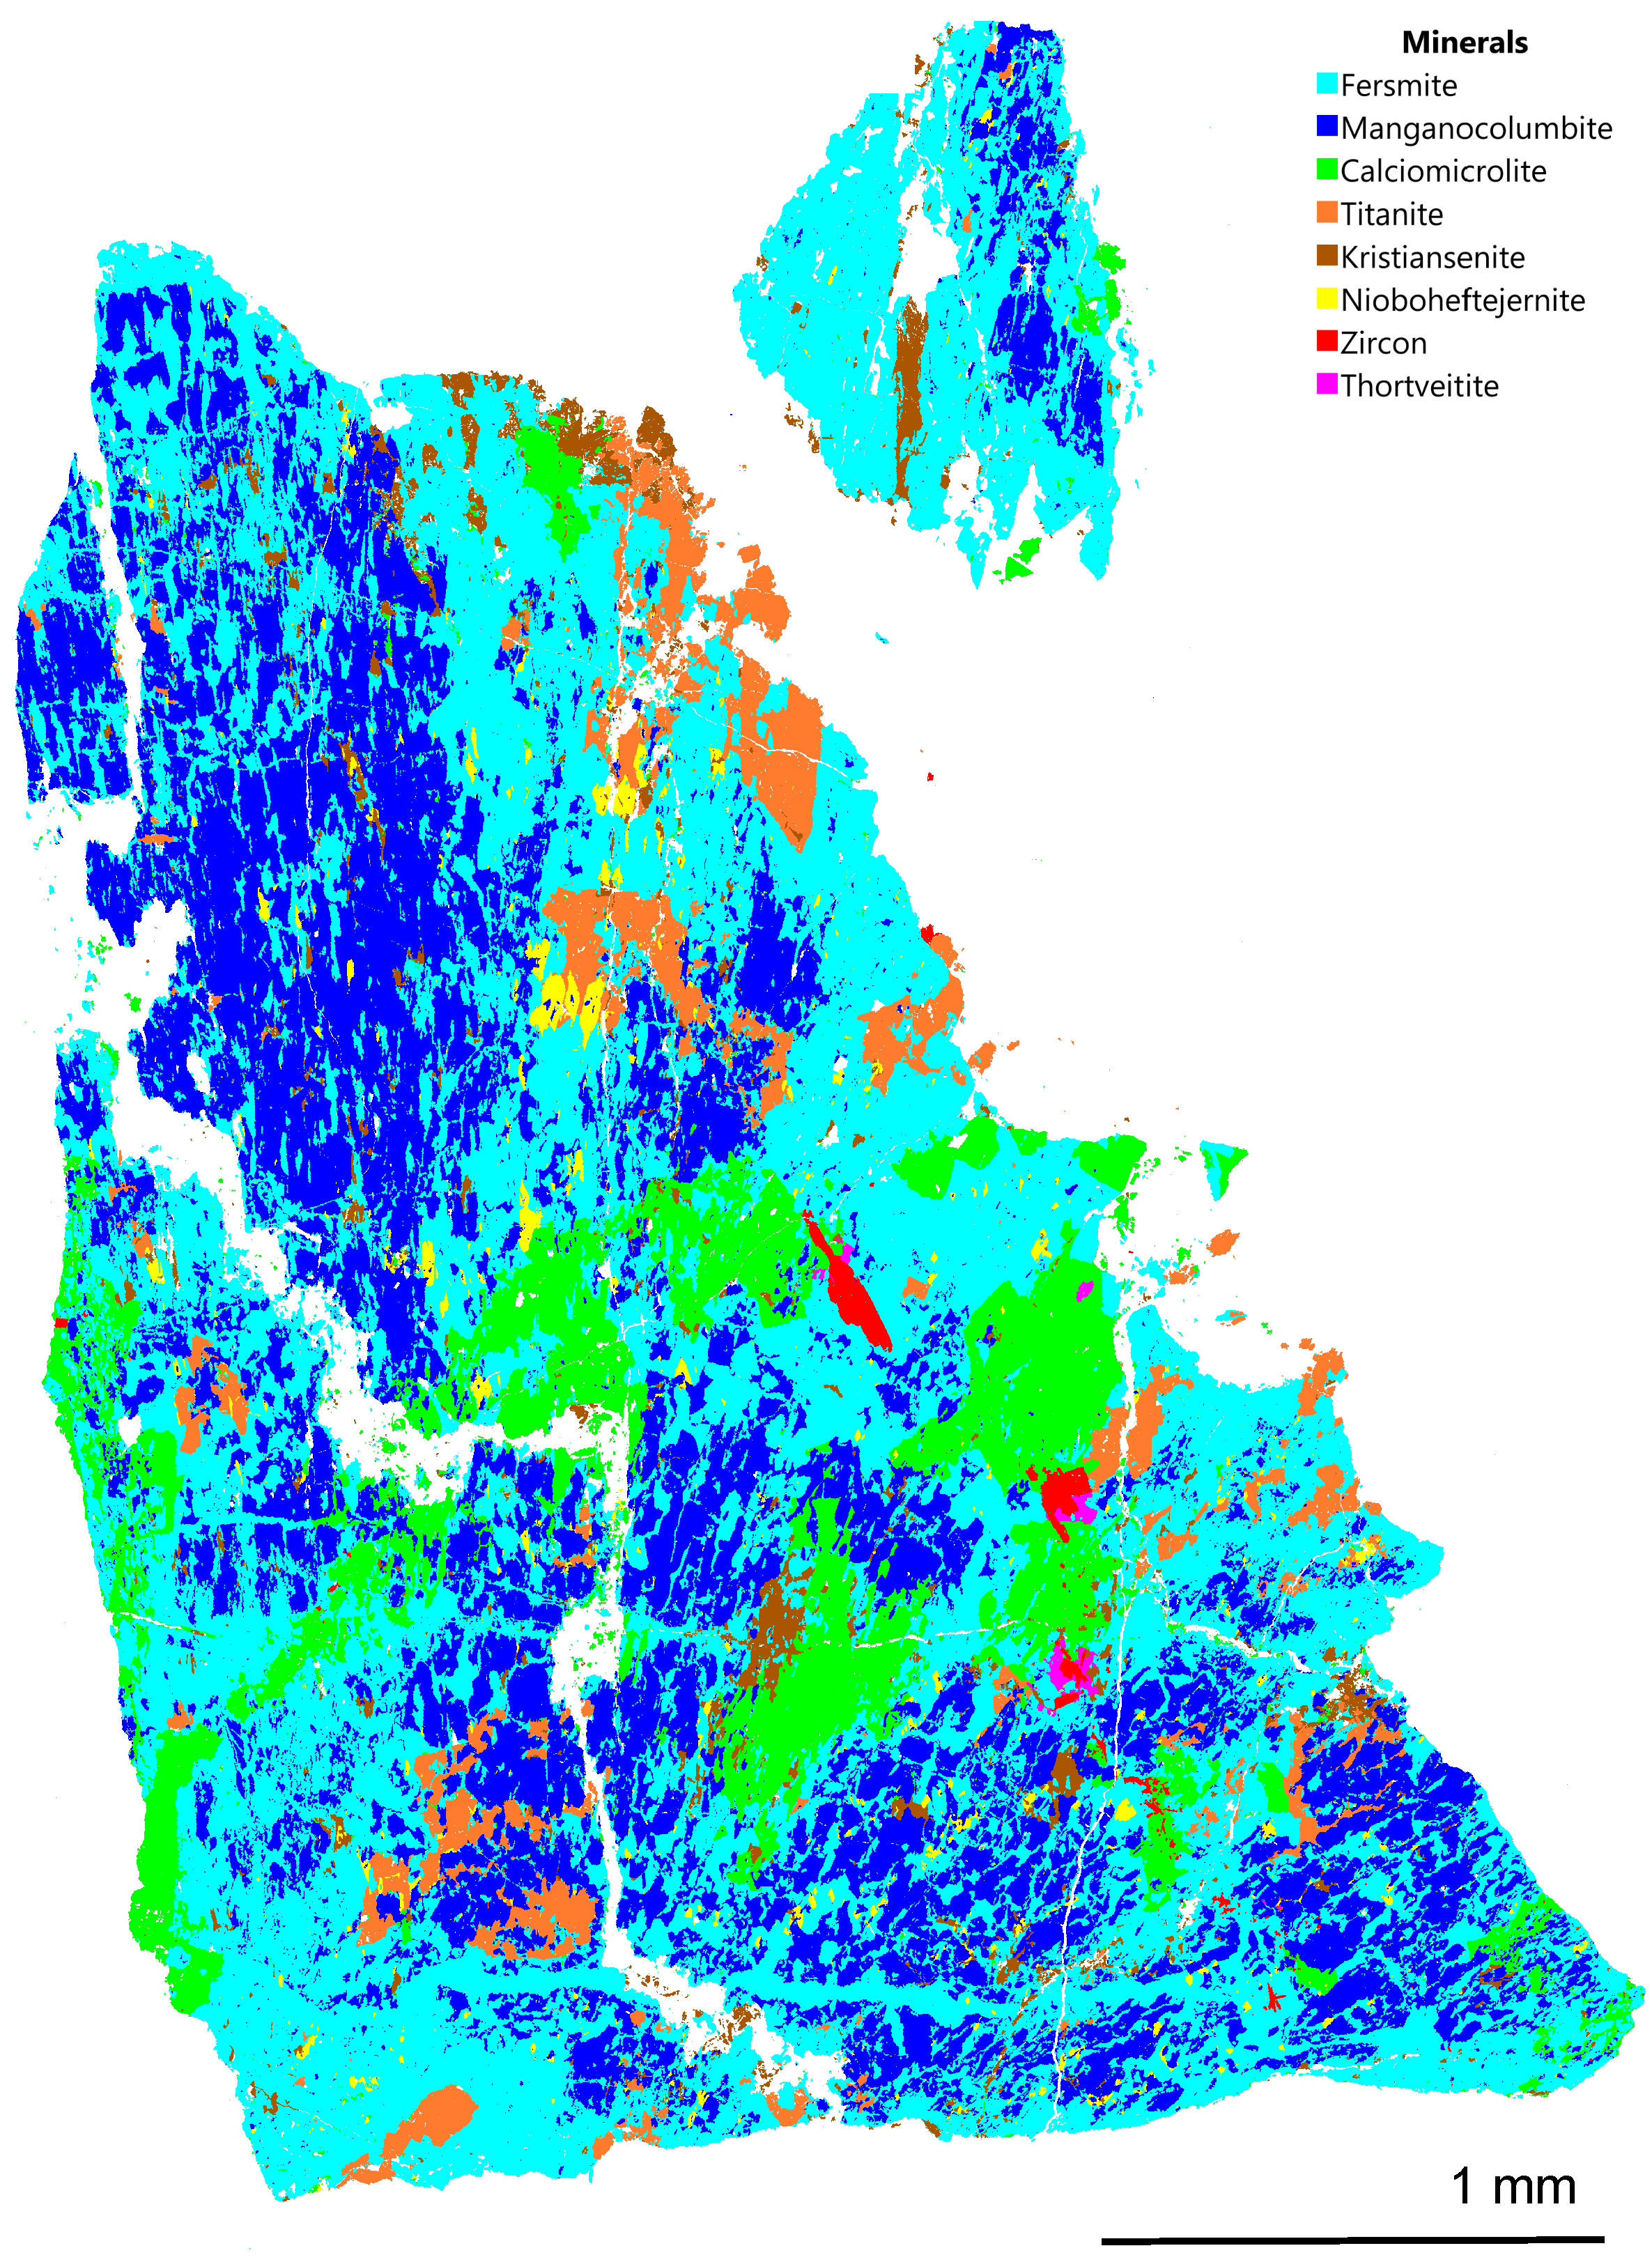 Minerals
Fersmite
Manganocolumbite
Calciomicrolite
Titanite
Kristiansenite
Nioboheftejernite
Zircon
Thortveitite
1 mm